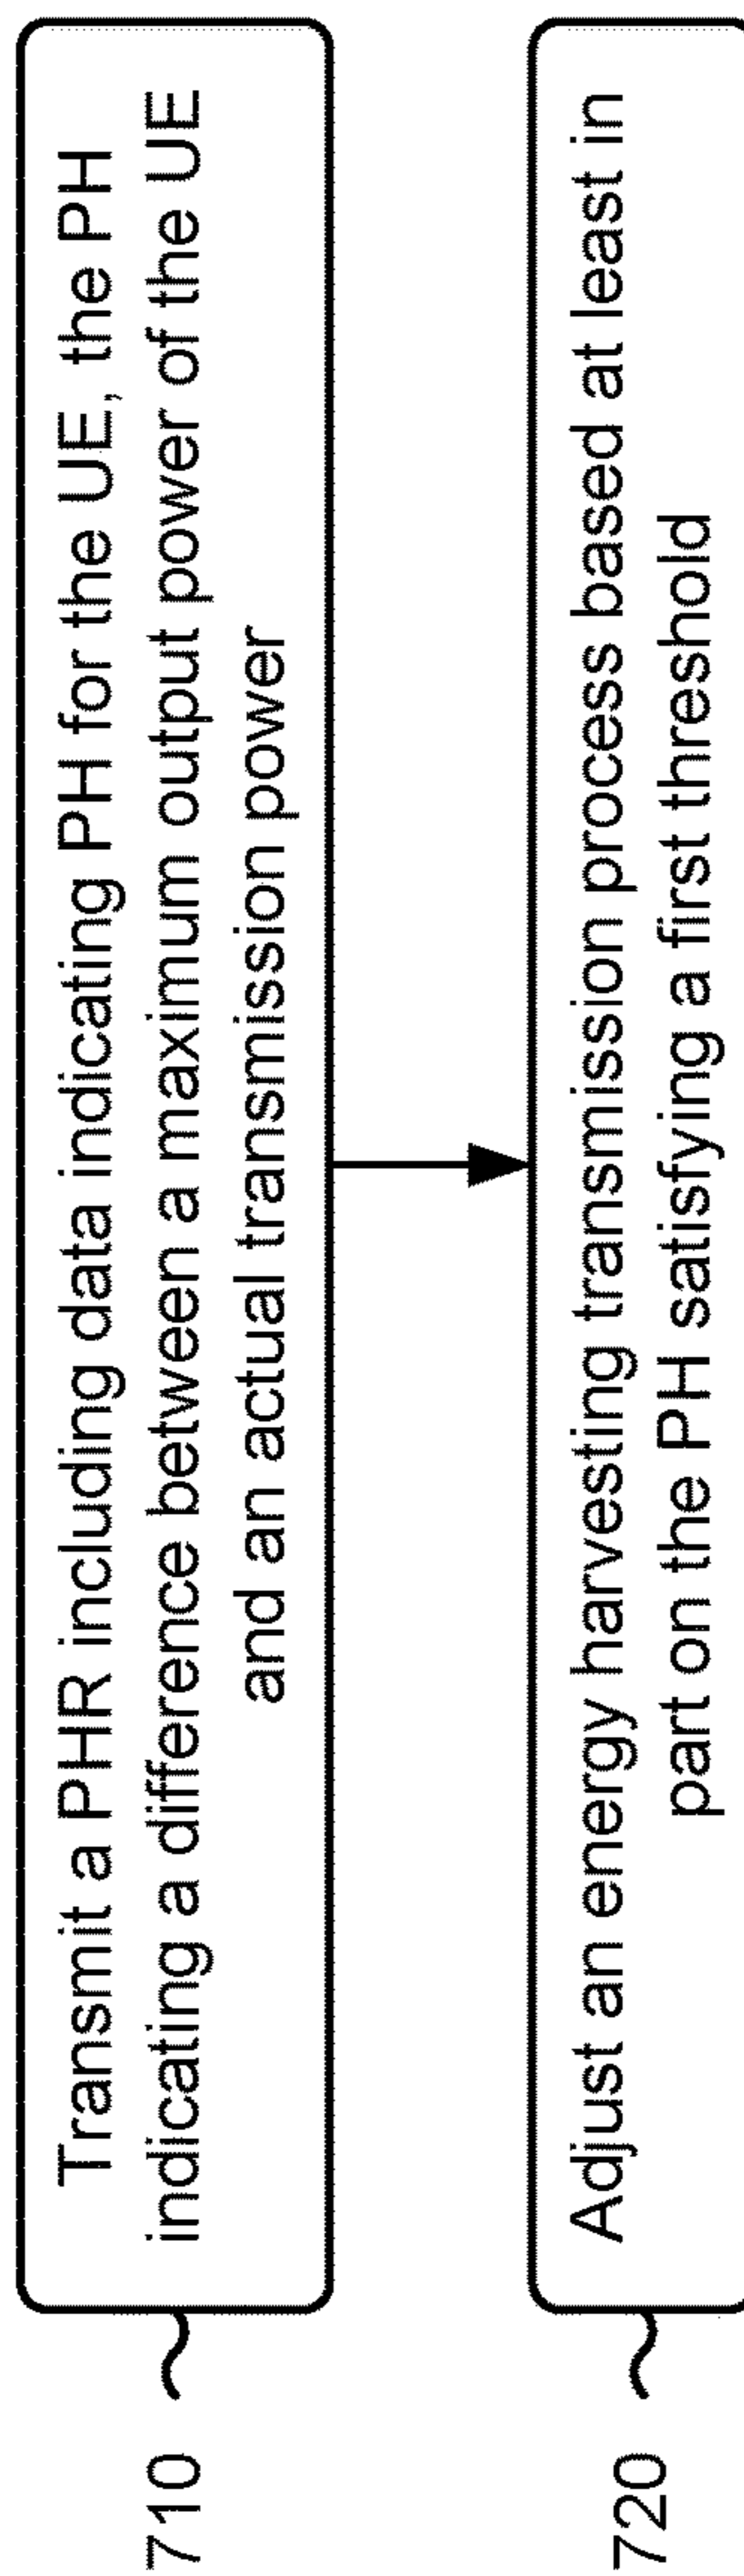 710
Transmit a PHR including data indicating PH for the UE, the PH
indicating a difference between a maximum output power of the UE
and an actual transmission power
720
Adjust an energy harvesting transmission process based at least in
part on the PH satisfying a first threshold